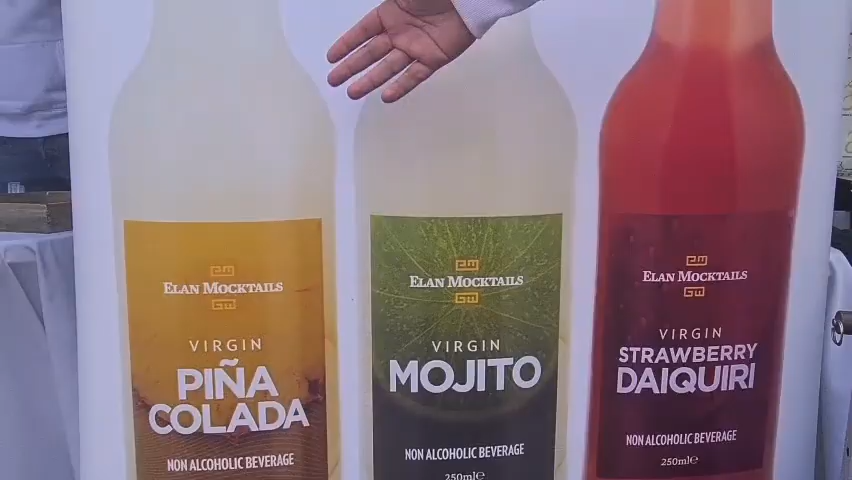 ELAN MOCKTAILS
VIRGIN
PIÑA
COLADA
NON ALCOHOLIC BEVERAGE
ELAN MOCKTAILS
VIRGIN
MOJITO
NON ALCOHOLIC BEVERAGE
250ml℮
ELAN MOCKTAILS
VIRGIN
STRAWBERRY
DAIQUIRI
NON ALCOHOLIC BEVERAGE
250ml℮